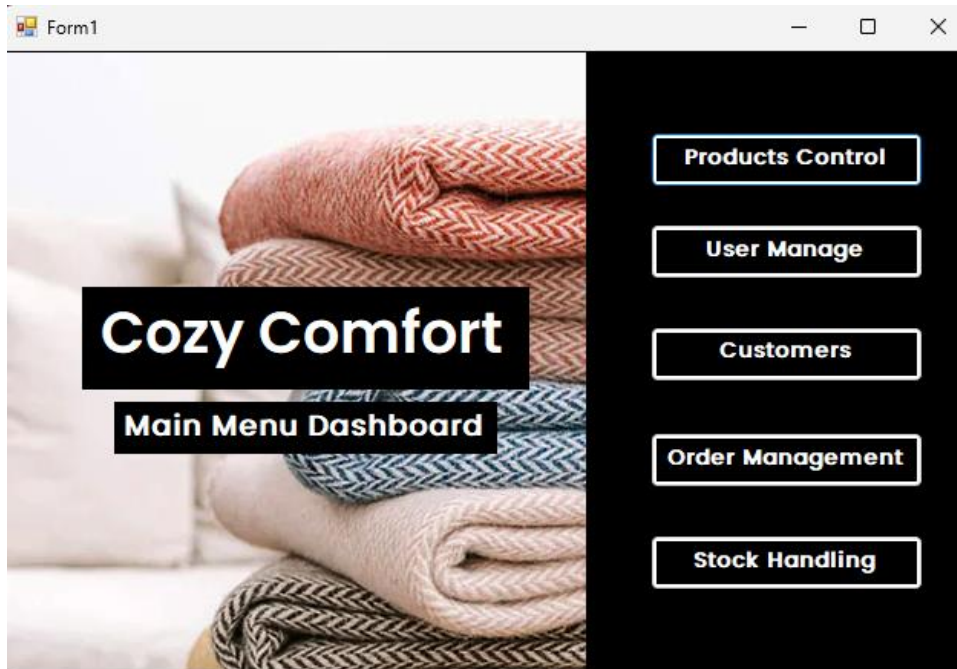 Form1
Cozy Comfort
Main Menu Dashboard
Products Control
User Manage
Customers
Order Management
Stock Handling